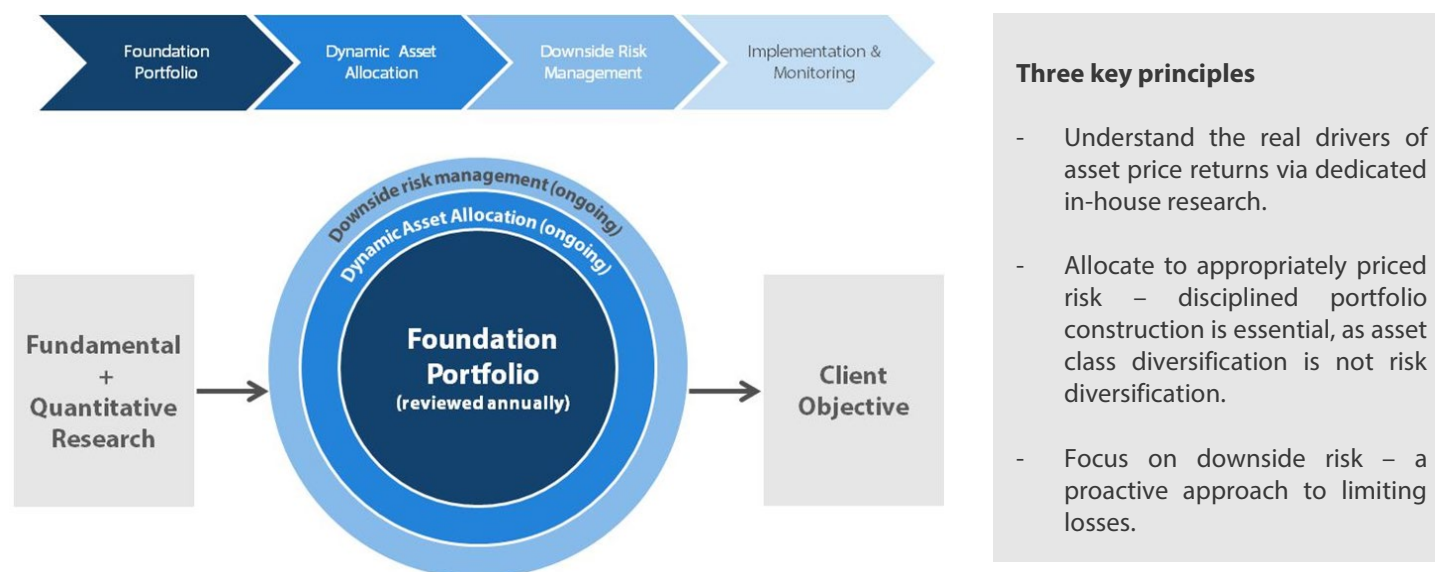 Foundation
Portfolio
Dynamic Asset
Allocation
Downside Risk
Management
Implementation &
Monitoring
Downside risk management (ongoing)
Dynamic Asset Allocation (ongoing)
Foundation
Portfolio
(reviewed annually)
Fundamental
+
Quantitative
Research
Client
Objective
Three key principles
- Understand the real drivers of
asset price returns via dedicated
in-house research.
- Allocate to appropriately priced
risk – disciplined portfolio
construction is essential, as asset
class diversification is not risk
diversification.
- Focus on downside risk – a
proactive approach to limiting
losses.